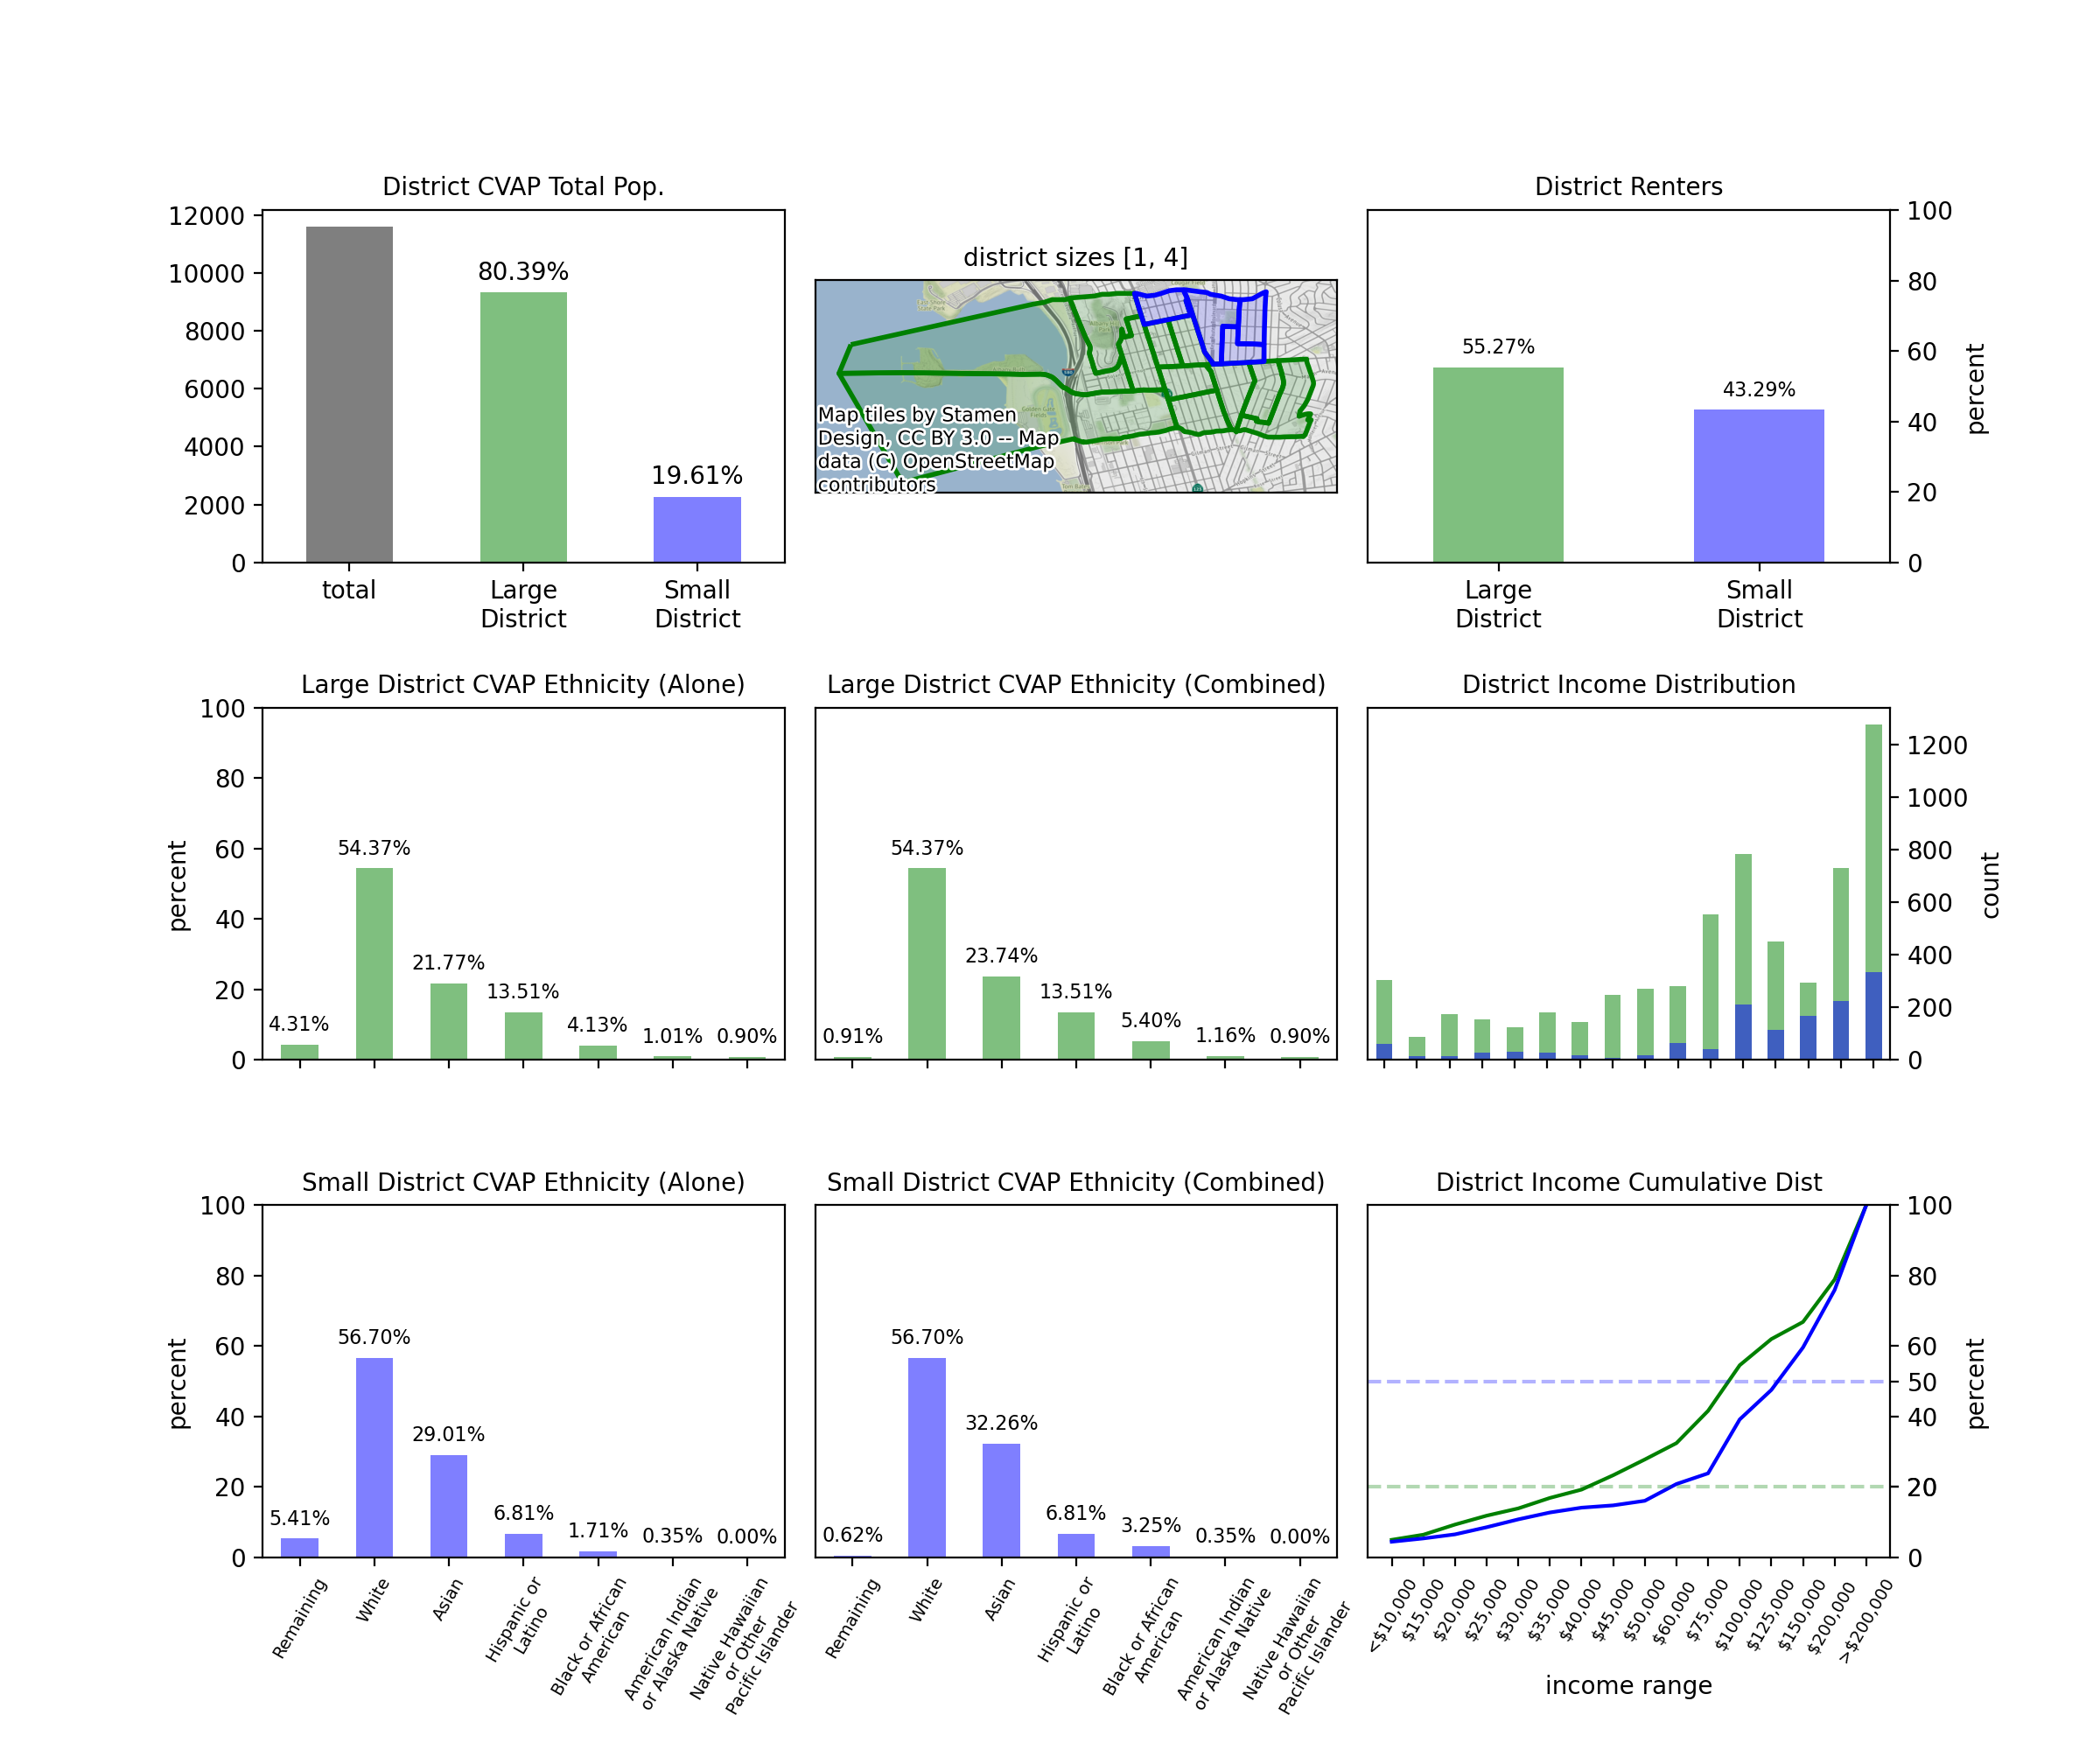 District CVAP Total Pop.
12000
10000
8000
6000
4000
2000
0
80.39%
19.61%
total
Large
District
Small
District
district sizes [1, 4]
Map tiles by Stamen
Design, CC BY 3.0 -- Map
data (C) OpenStreetMap
contributors
District Renters
55.27%
43.29%
100
80
60
40
20
0
percent
Large
District
Small
District
Large District CVAP Ethnicity (Alone)
percent
100
80
60
40
20
0
4.31%
54.37%
21.77%
13.51%
4.13%
1.01%
0.90%
Large District CVAP Ethnicity (Combined)
0.91%
54.37%
23.74%
13.51%
5.40%
1.16%
0.90%
District Income Distribution
1200
1000
800
600
400
200
0
count
Small District CVAP Ethnicity (Alone)
percent
100
80
60
40
20
0
5.41%
56.70%
29.01%
6.81%
1.71%
0.35%
0.00%
Remaining
White
Asian
Hispanic or
Latino
Black or African
American
American Indian
or Alaska Native
Native Hawaiian
or Other
Pacific Islander
Small District CVAP Ethnicity (Combined)
0.62%
56.70%
32.26%
6.81%
3.25%
0.35%
0.00%
Remaining
White
Asian
Hispanic or
Latino
Black or African
American
American Indian
or Alaska Native
Native Hawaiian
or Other
Pacific Islander
District Income Cumulative Dist
100
80
60
50
40
20
0
percent
<$10,000
$15,000
$20,000
$25,000
$30,000
$35,000
$40,000
$45,000
$50,000
$60,000
$75,000
$100,000
$125,000
$150,000
$200,000
>$200,000
income range